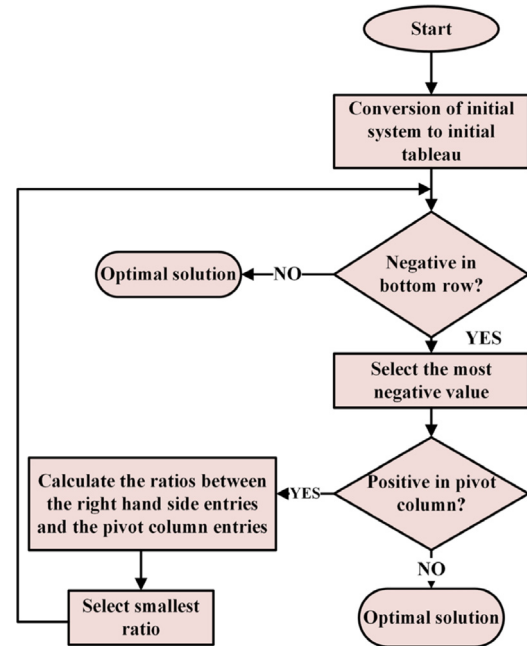 Start
Conversion of initial
system to initial
tableau
Negative in
bottom row?
NO
Optimal solution
YES
Select the most
negative value
Positive in pivot
column?
YES
Calculate the ratios between
the right hand side entries
and the pivot column entries
NO
Select smallest
ratio
Optimal solution